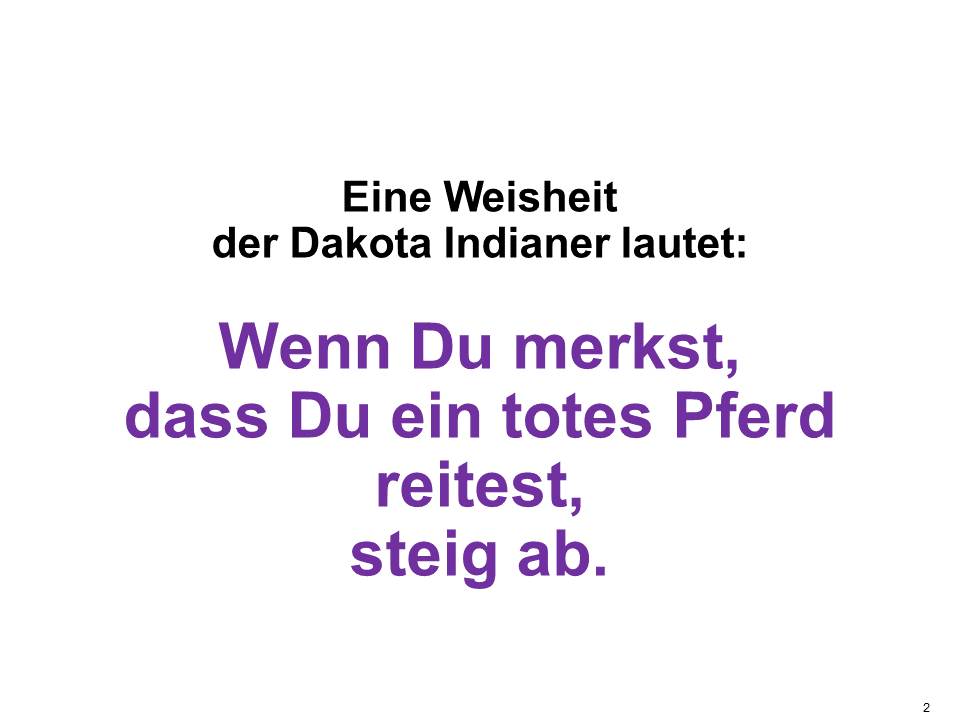 Eine Weisheit
der Dakota Indianer lautet:
Wenn Du merkst,
dass Du ein totes Pferd
reitest,
steig ab.
2